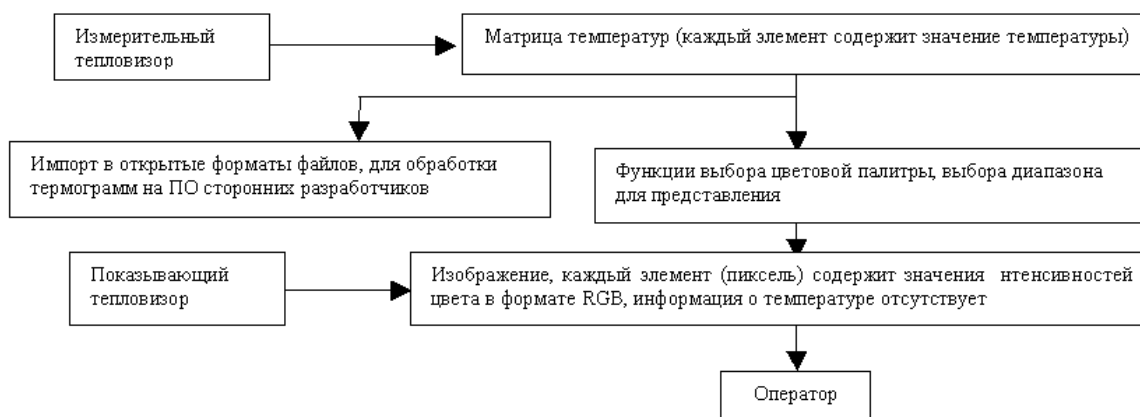 Измерительный
тепловизор
Матрица температур (каждый элемент содержит значение температуры)
Импорт в открытые форматы файлов, для обработки
термограмм на ПО сторонних разработчиков
Функции выбора цветовой палитры, выбора диапазона
для представления
Показывающий
тепловизор
Изображение, каждый элемент (пиксель) содержит значения нтенсивностей
цвета в формате RGB, информация о температуре отсутствует
Оператор